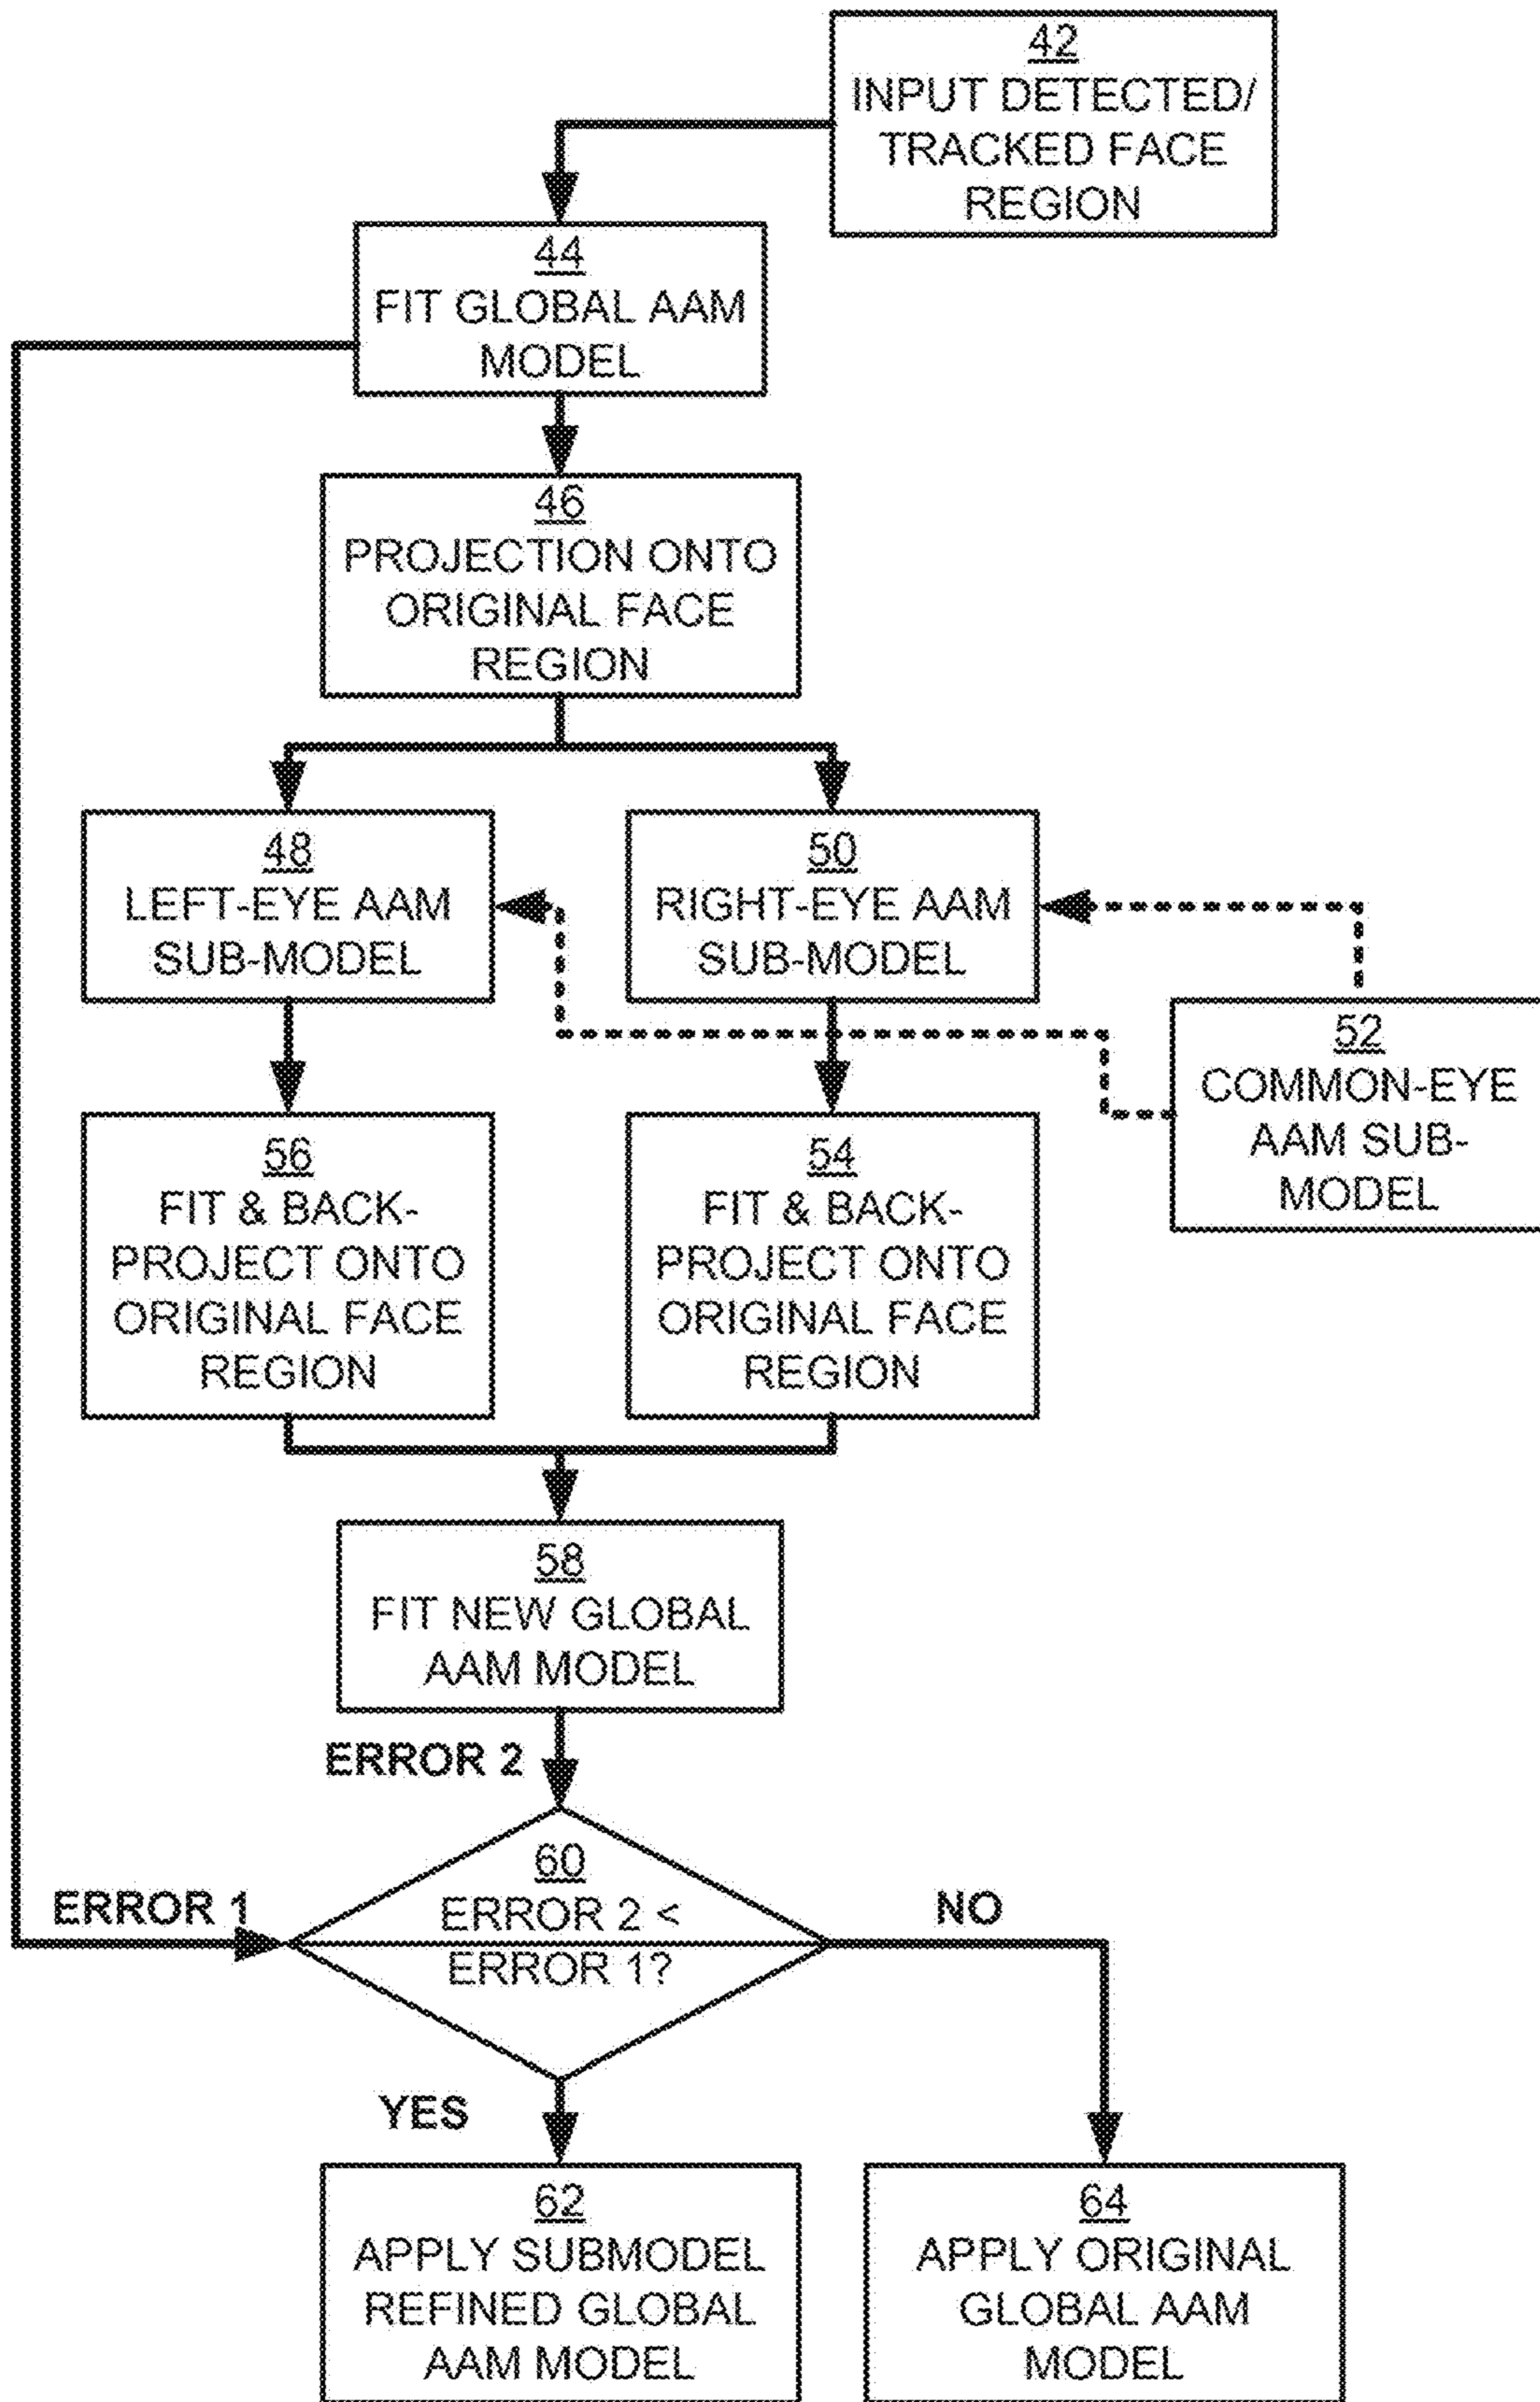 42
INPUT DETECTED/
TRACKED FACE
REGION
44
FIT GLOBAL AAM
MODEL
46
PROJECTION ONTO
ORIGINAL FACE
REGION
48
LEFT-EYE AAM
SUB-MODEL
50
RIGHT-EYE AAM
SUB-MODEL
52
COMMON-EYE
AAM SUB-
MODEL
56
FIT & BACK-
PROJECT ONTO
ORIGINAL FACE
REGION
54
FIT & BACK-
PROJECT ONTO
ORIGINAL FACE
REGION
58
FIT NEW GLOBAL
AAM MODEL
ERROR 2
60
ERROR 2 <
ERROR 1?
ERROR 1
NO
YES
62
APPLY SUBMODEL
REFINED GLOBAL
AAM MODEL
64
APPLY ORIGINAL
GLOBAL AAM
MODEL